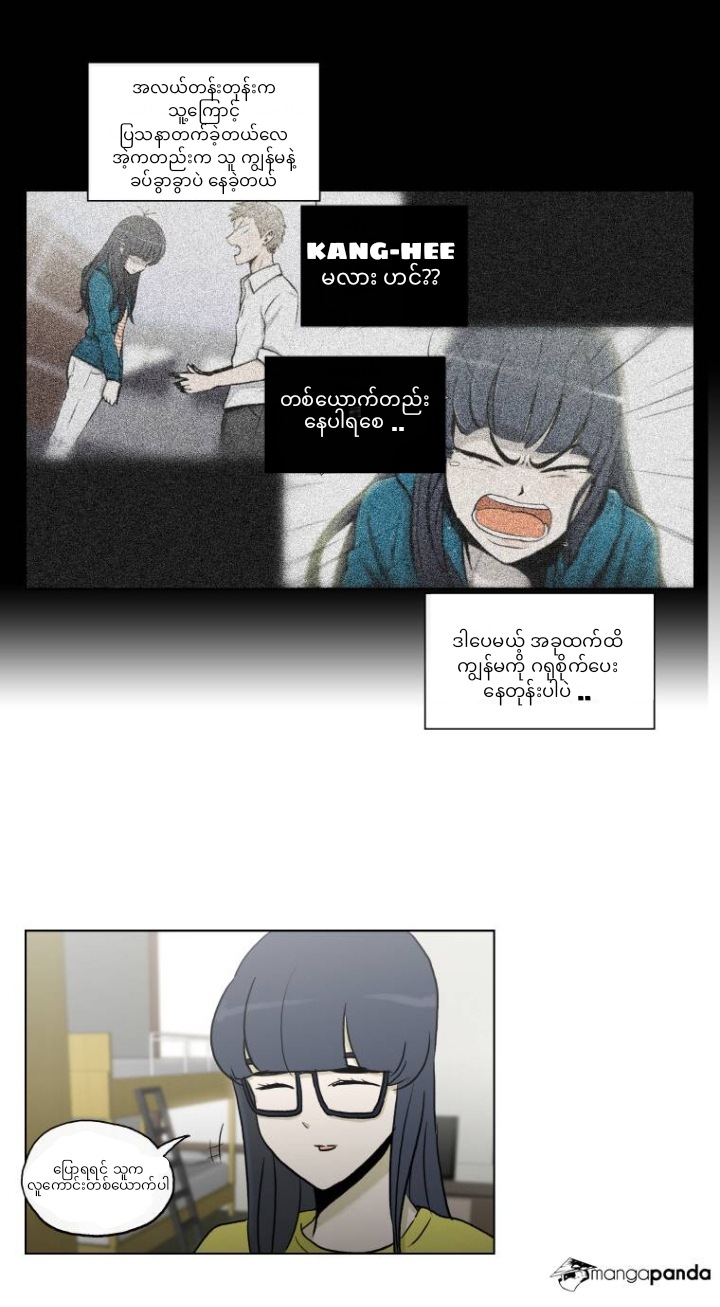 အလယ်တန်းတုန်းက
သူ့ကြောင့်
ပြသနာတက်ခဲ့တယ်လေ
အဲ့ကတည်းက သူ ကျွန်မနဲ့
ခပ်ခွာခွာပဲ နေခဲ့တယ်
KANG-HEE
မလား ဟင်??
တစ်ယောက်တည်း
နေပါရစေ ..
ဒါပေမယ့် အခုထက်ထိ
ကျွန်မကို ဂရုစိုက်ပေး
နေတုန်းပါပဲ ..
ပြောရရင် သူက
လူကောင်းတစ်ယောက်ပါ
mangapanda